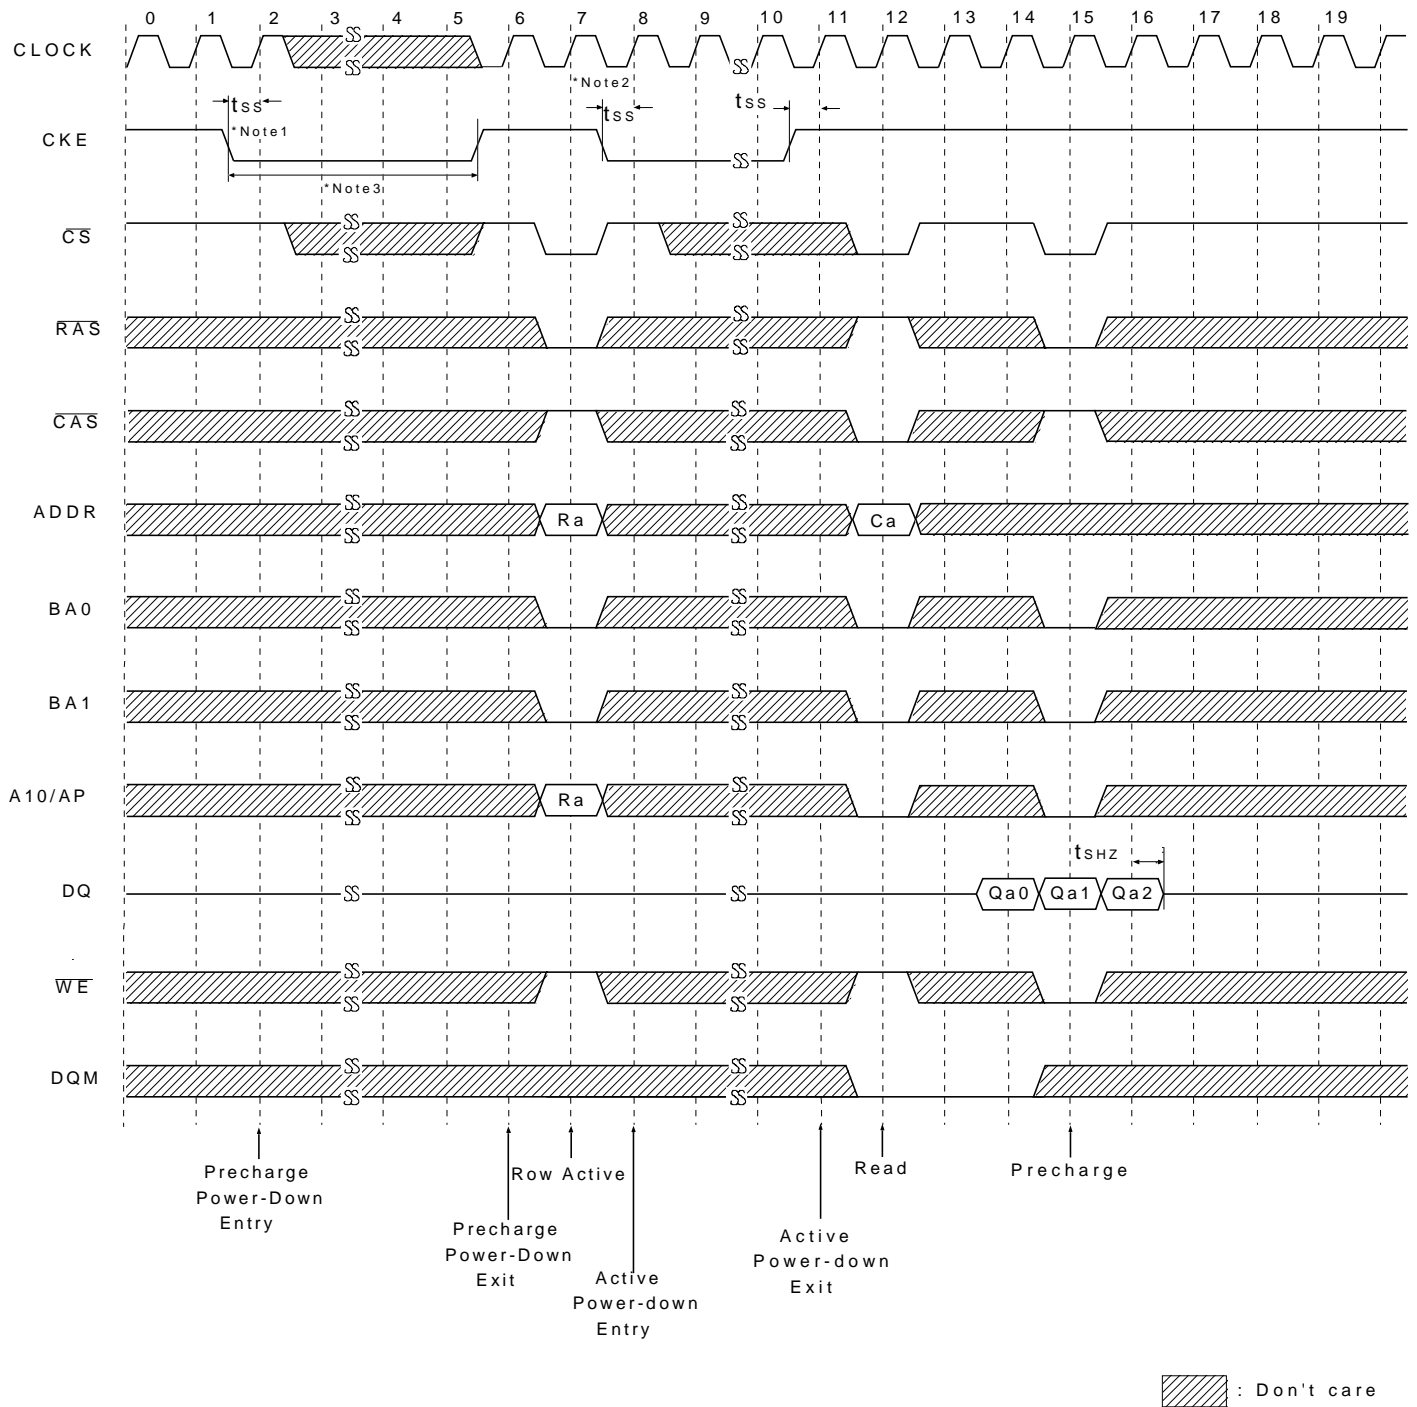 0 1 2 3 4 5 6 7 8 9 10 11 12 13 14 15 16 17 18 19
CLOCK
*Note2
tSS
tSS
tSS
*Note1
CKE
*Note3
CS
RAS
CAS
ADDR
Ra
Ca
BA0
BA1
A10/AP
Ra
tSHZ
DQ
Qa0
Qa1
Qa2
WE
DQM
Precharge
Power-Down
Entry
Precharge
Power-Down
Exit
Row Active
Active
Power-down
Entry
Active
Power-down
Exit
Read
Precharge
: Don't care